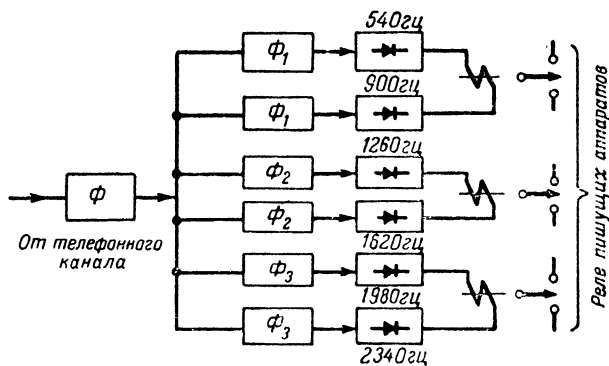 540гц
Ф1
900гц
Ф1
1260гц
Ф2
Ф
Ф2
От телефонного
канала
1620гц
Ф3
1980гц
Ф3
2340гц
Реле пишущих аппаратов